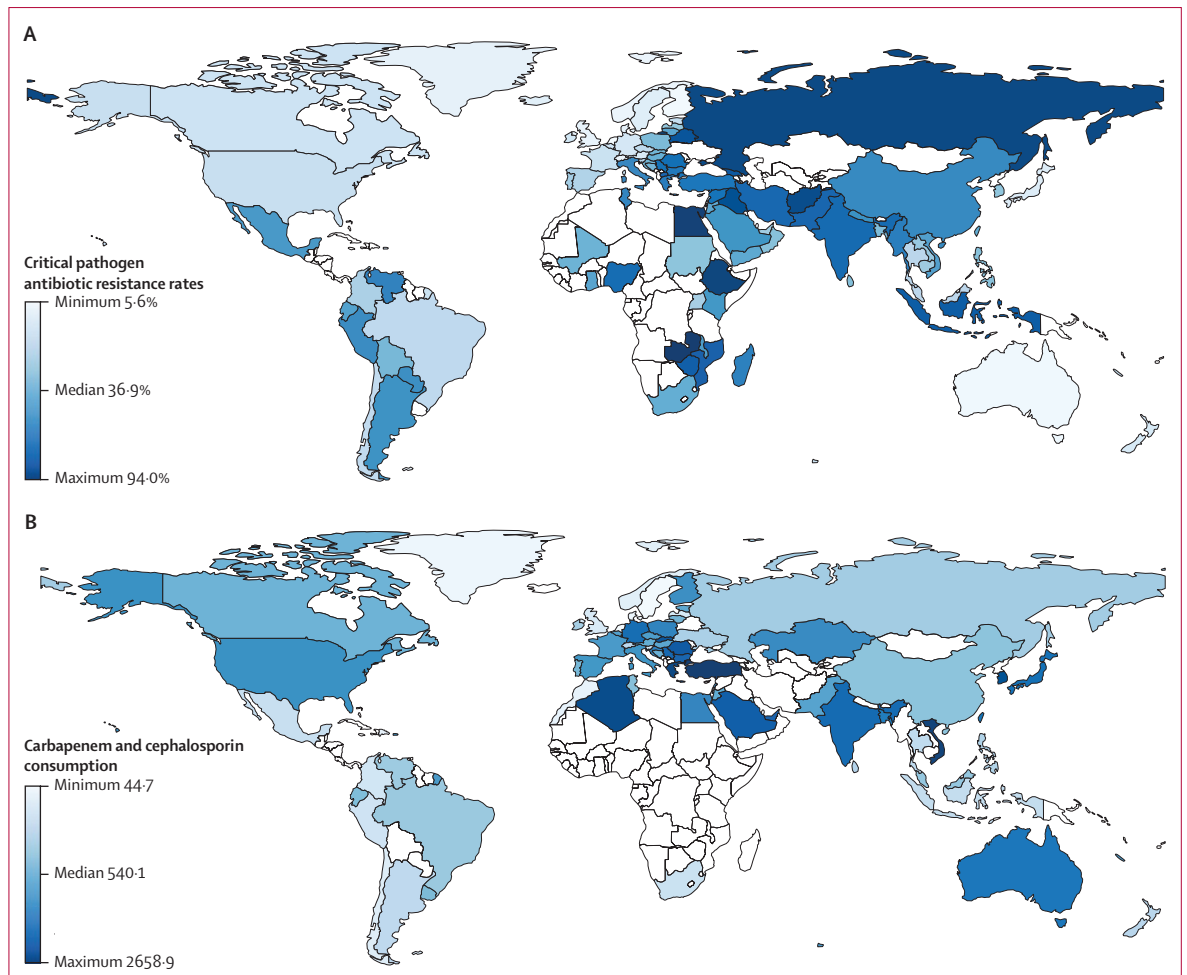 A
Critical pathogen
antibiotic resistance rates
Minimum 5·6%
Median 36·9%
Maximum 94·0%
B
Carbapenem and cephalosporin
consumption
Minimum 44·7
Median 540·1
Maximum 2658·9